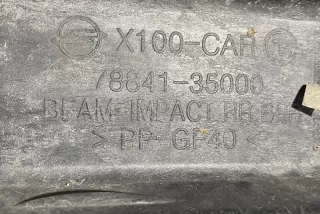 X100-CAR
78841-35000
BEAM-IMPACT RR B
> PP-GF40 <